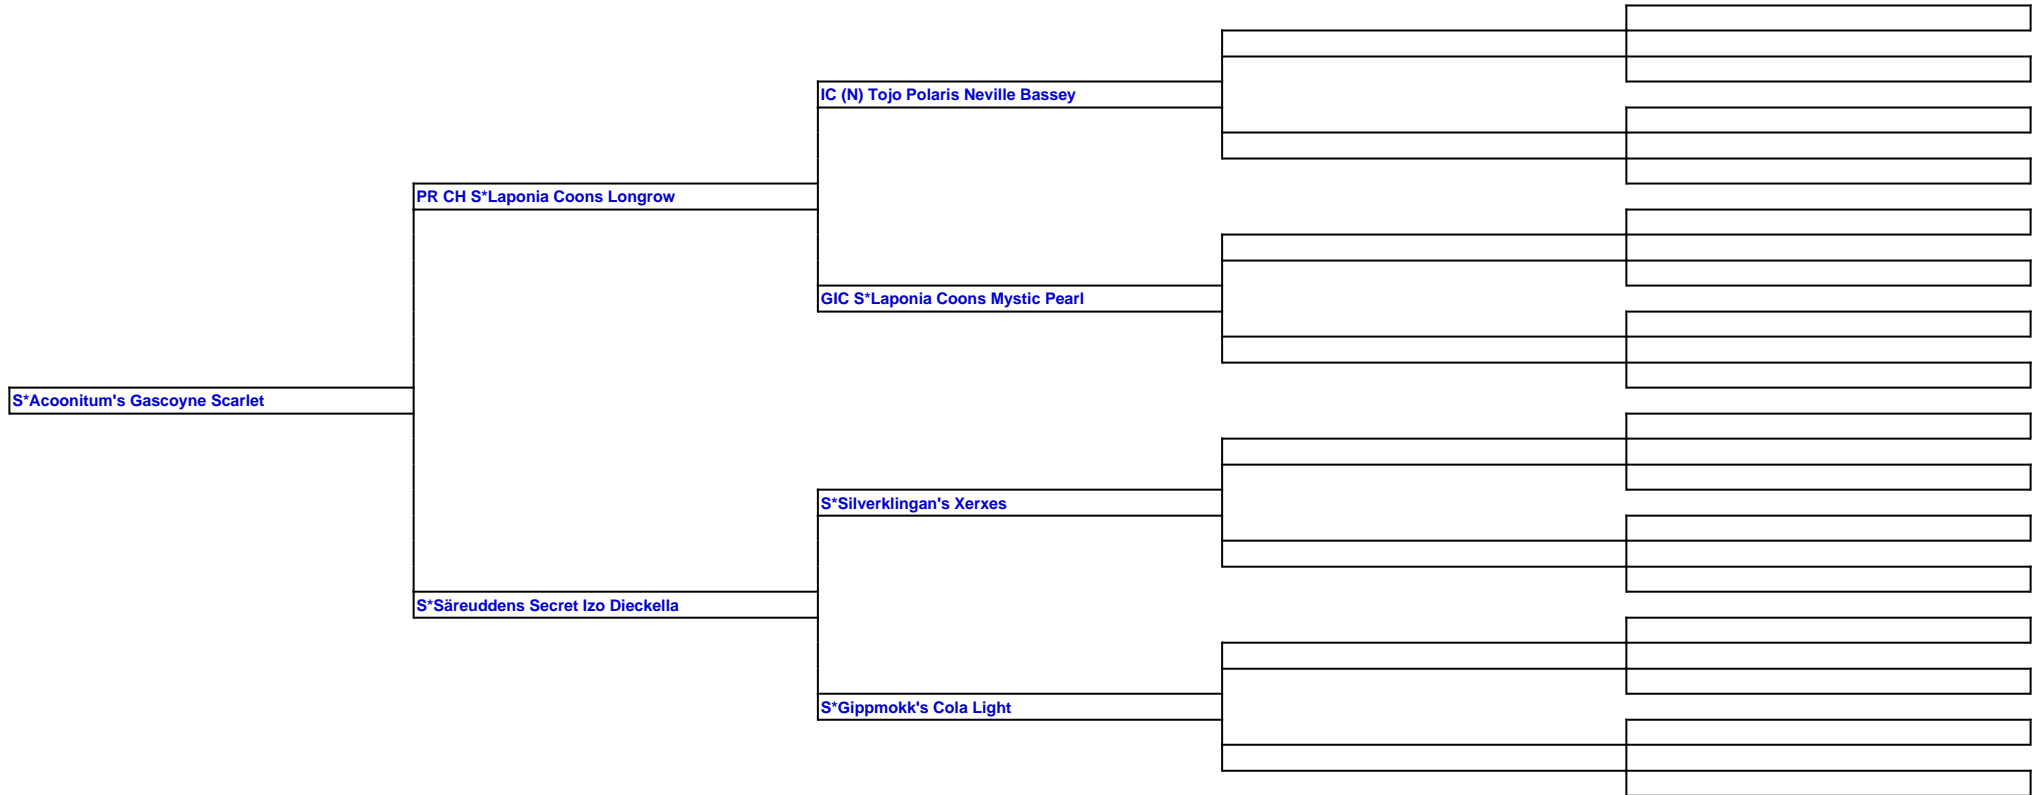 IC (N) Tojo Polaris Neville Bassey
PR CH S*Laponia Coons Longrow
GIC S*Laponia Coons Mystic Pearl
S*Acoonitum's Gascoyne Scarlet
S*Silverklingan's Xerxes
S*Säreuddens Secret Izo Dieckella
S*Gippmokk's Cola Light